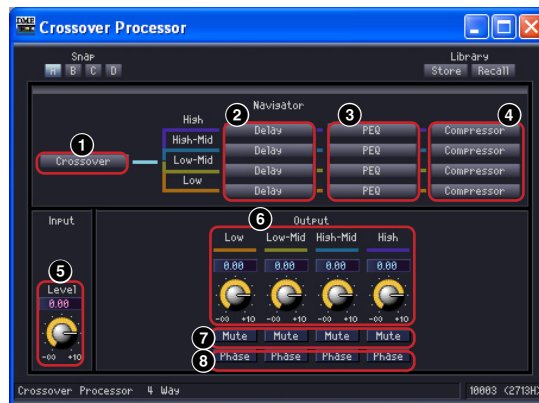 DME Crossover Processor
Snap
A B C D
Library
Store Recall
Navigator
1
2
3
4
High
High-Mid
Low-Mid
Low
Crossover
Delay PEQ Compressor
Delay PEQ Compressor
Delay PEQ Compressor
Delay PEQ Compressor
Input
Output
5
Level
0.00
-∞ +10
6
Low Low-Mid High-Mid High
0.00 0.00 0.00 0.00
-∞ +10 -∞ +10 -∞ +10 -∞ +10
7
Mute Mute Mute Mute
8
Phase Phase Phase Phase
Crossover Processor 4 Way
10003 (2713H)